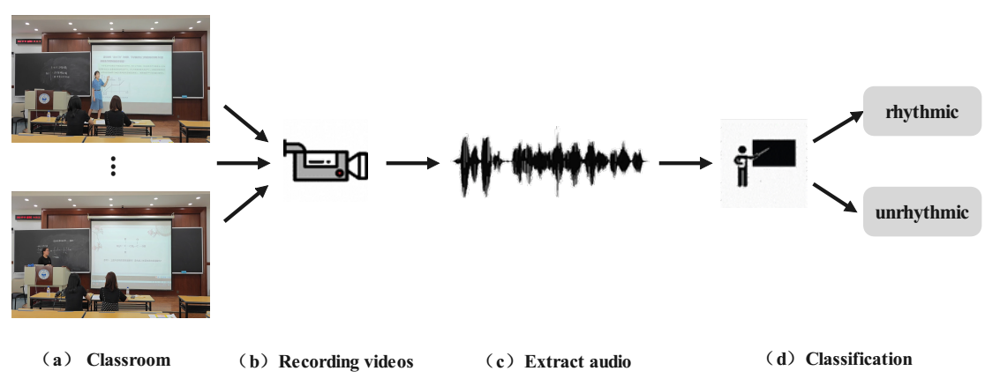 rhythmic
unrhythmic
（a） Classroom
（b）Recording videos
（c）Extract audio
（d）Classification